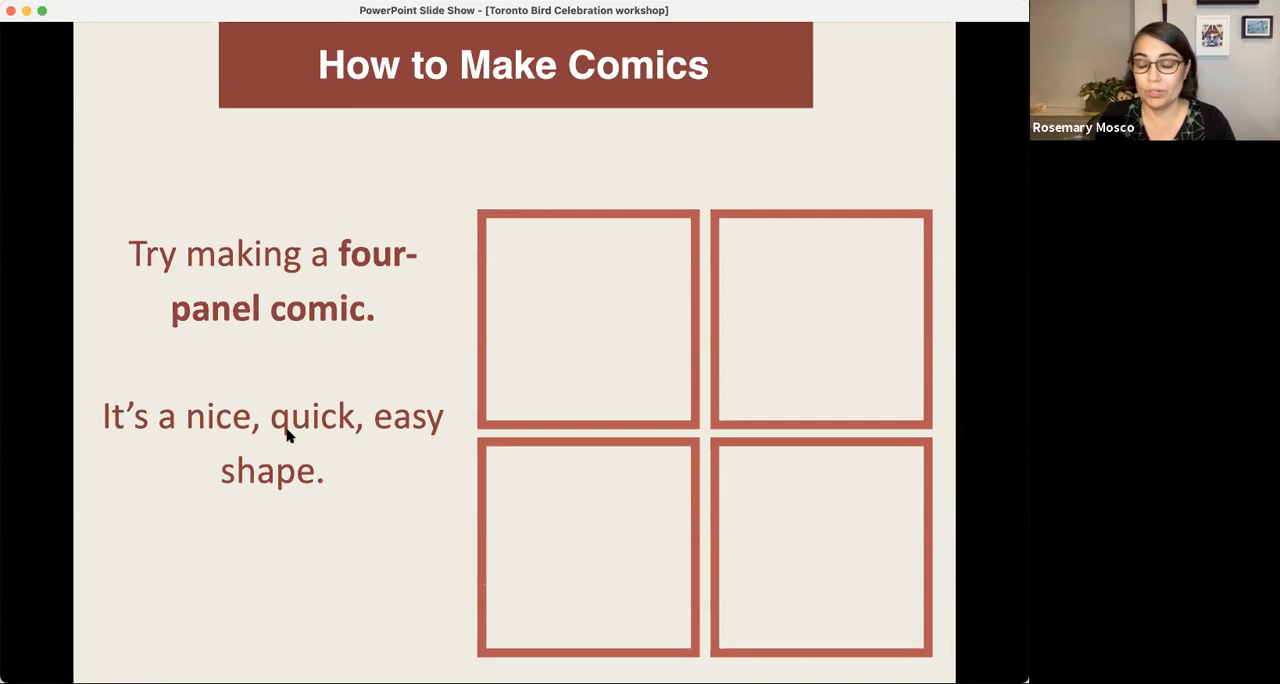 PowerPoint Slide Show - [Toronto Bird Celebration workshop]
How to Make Comics
Try making a four-
panel comic.
It’s a nice, quick, easy
shape.
Rosemary Mosco